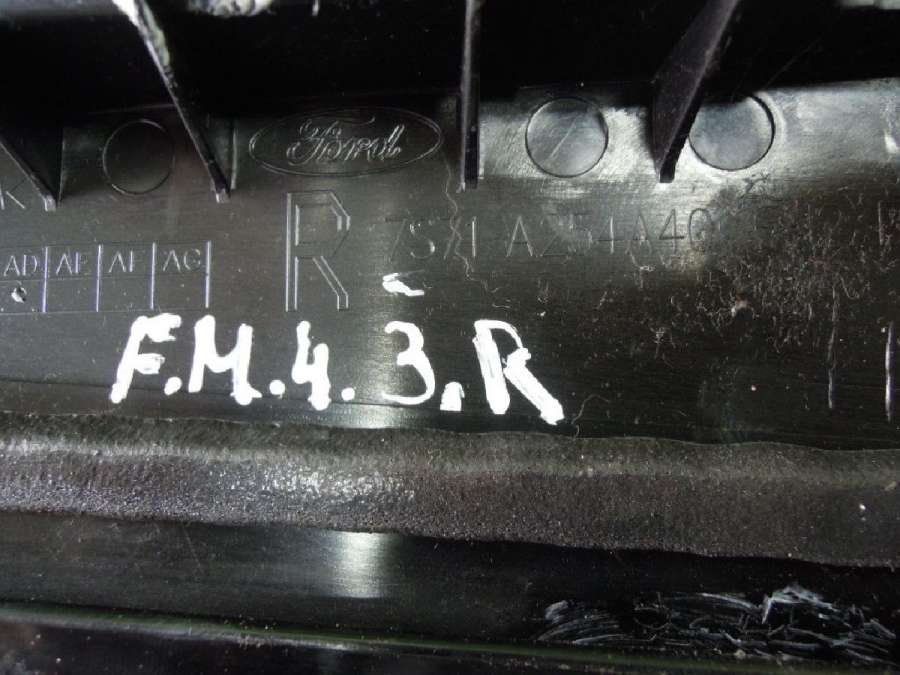 Ford
K
R 7S71 A254A40
AD AE AF AG
F.M.4.3.R